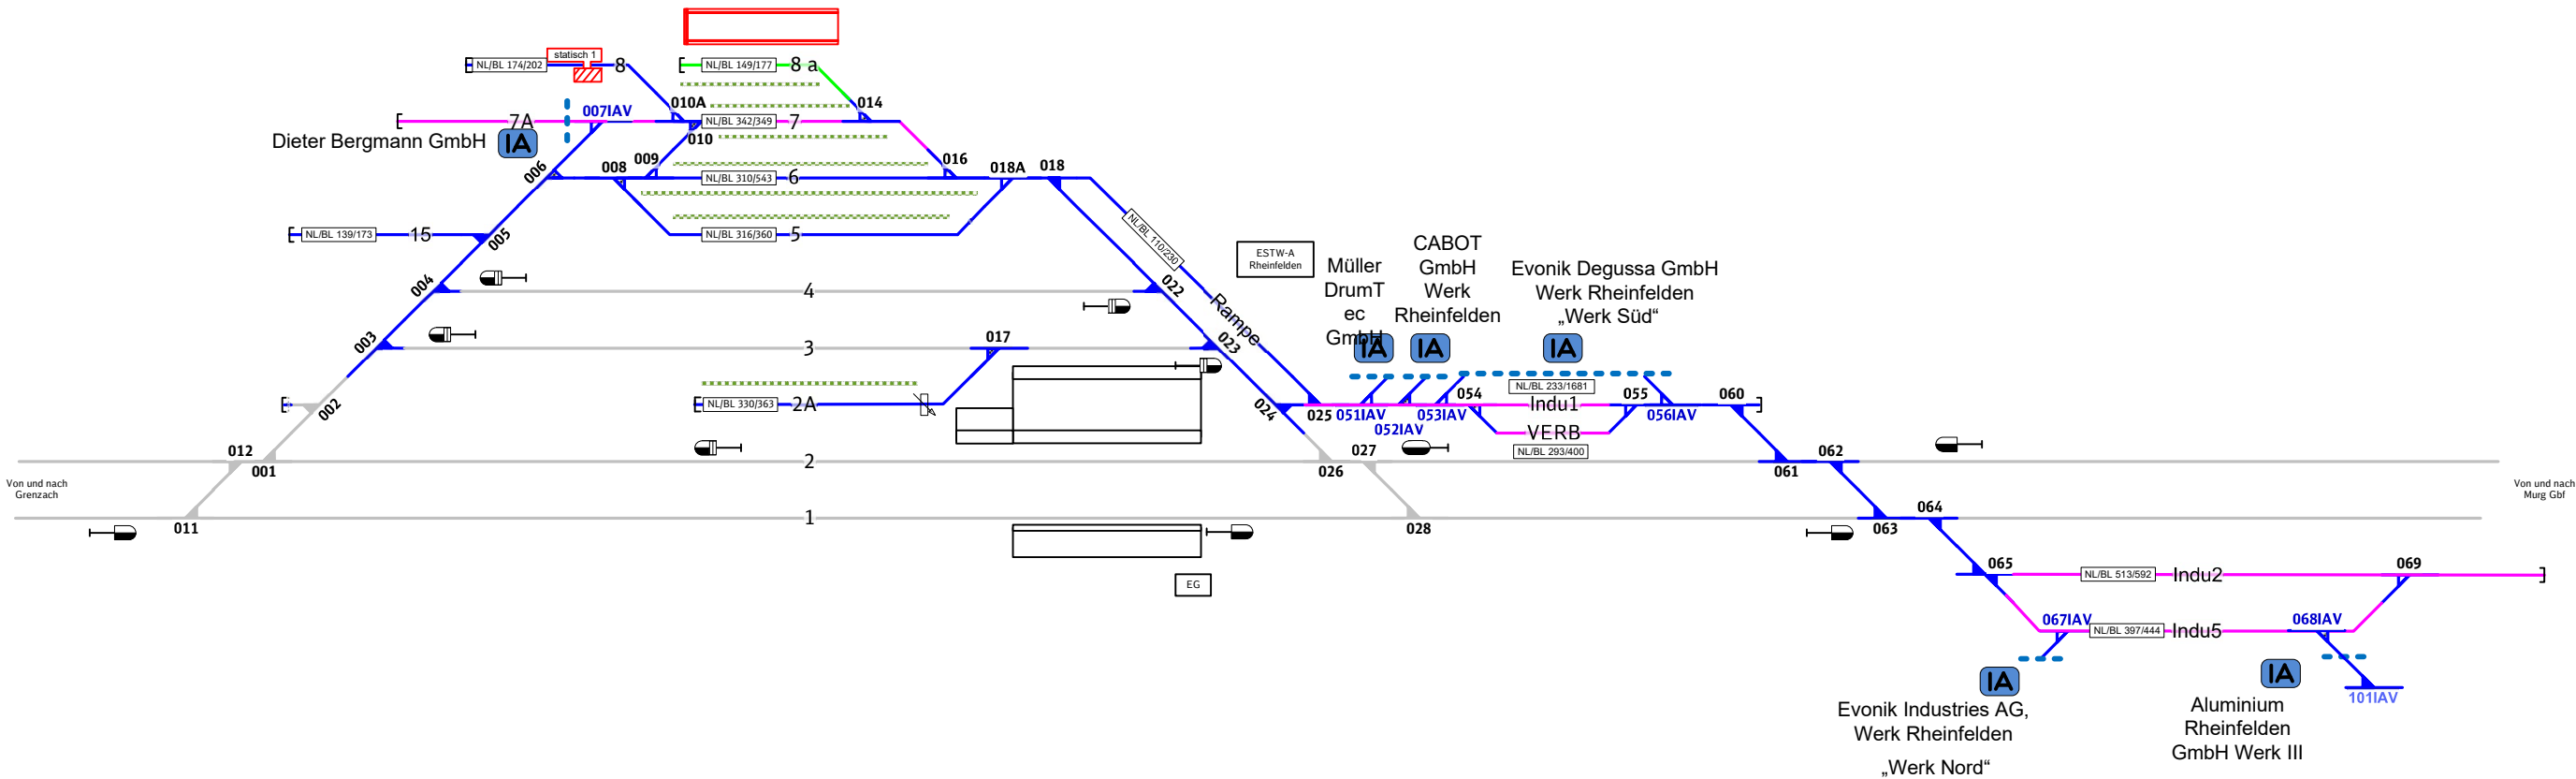 statisch 1
NL/BL 174/202
8
NL/BL 149/177
8 a
010A
014
007IAV
7A
NL/BL 342/349
7
Dieter Bergmann GmbH
IA
010
006
008
009
016
018A
018
NL/BL 310/543
6
NL/BL 139/173
15
005
NL/BL 316/360
5
NL/BL 110/230
Rampe
ESTW-A
Rheinfelden
Müller
DrumT
ec
GmbH
IA
CABOT
GmbH
Werk
Rheinfelden
IA
Evonik Degussa GmbH
Werk Rheinfelden
„Werk Süd“
IA
004
4
022
003
3
017
023
NL/BL 233/1681
002
NL/BL 330/363
2A
024
025
051IAV
052IAV
053IAV
054
Indu1
055
056IAV
060
VERB
NL/BL 293/400
012
001
2
026
027
061
062
Von und nach
Grenzach
Von und nach
Murg Gbf
011
1
028
063
064
EG
065
NL/BL 513/592
Indu2
069
067IAV
NL/BL 397/444
Indu5
068IAV
IA
Evonik Industries AG,
Werk Rheinfelden
„Werk Nord“
IA
Aluminium
Rheinfelden
GmbH Werk III
101IAV